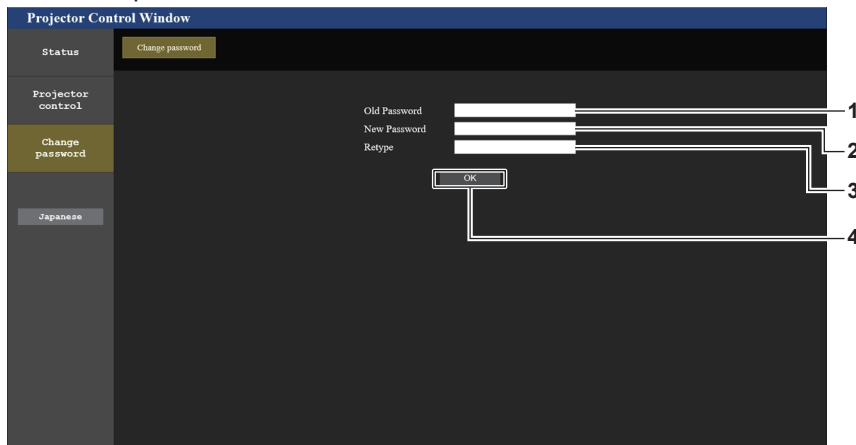 Projector Control Window
Status
Change password
Projector
control
Change
password
Japanese
Old Password
New Password
Retype
OK
1
2
3
4